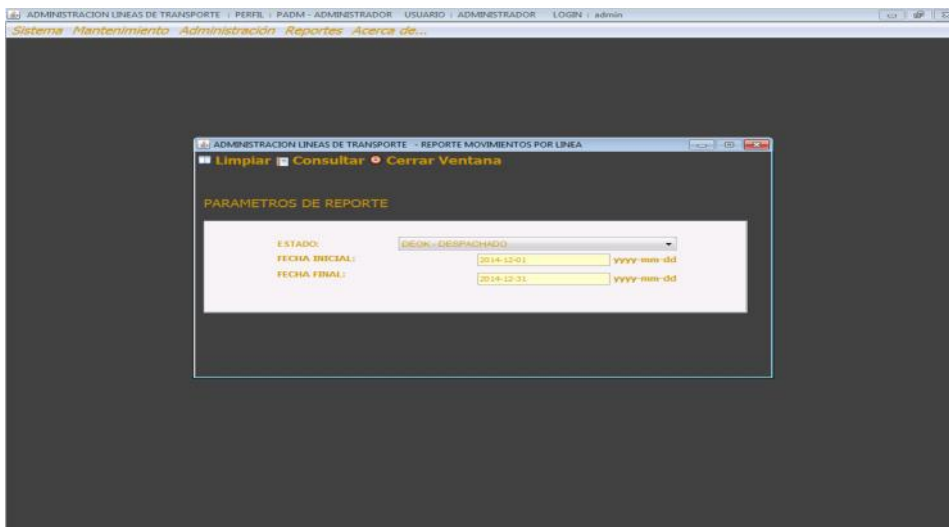 ADMINISTRACION LINEAS DE TRANSPORTE : PERFIL : PADM - ADMINISTRADOR USUARIO : ADMINISTRADOR LOGIN : admin
Sistema Mantenimiento Administración Reportes Acerca de...
ADMINISTRACION LINEAS DE TRANSPORTE - REPORTE MOVIMIENTOS POR LINEA
Limpiar Consultar Cerrar Ventana
PARAMETROS DE REPORTE
ESTADO: DEOK - DESPACHADO
FECHA INICIAL: 2014-12-01 yyyy-mm-dd
FECHA FINAL: 2014-12-31 yyyy-mm-dd